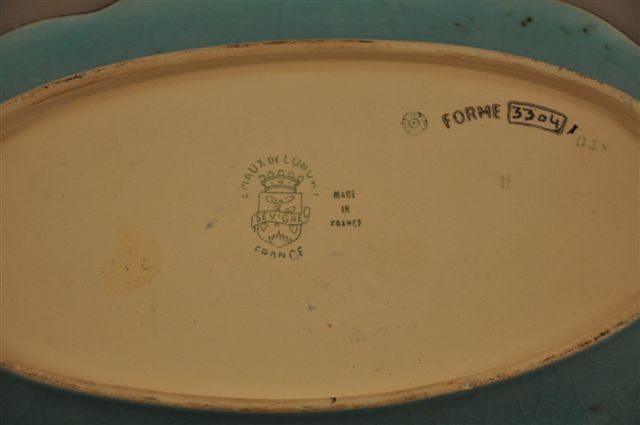 FORME 3304
EMAUX DE LONGWY
SEVIGNE
FRANCE
MADE
IN
FRANCE